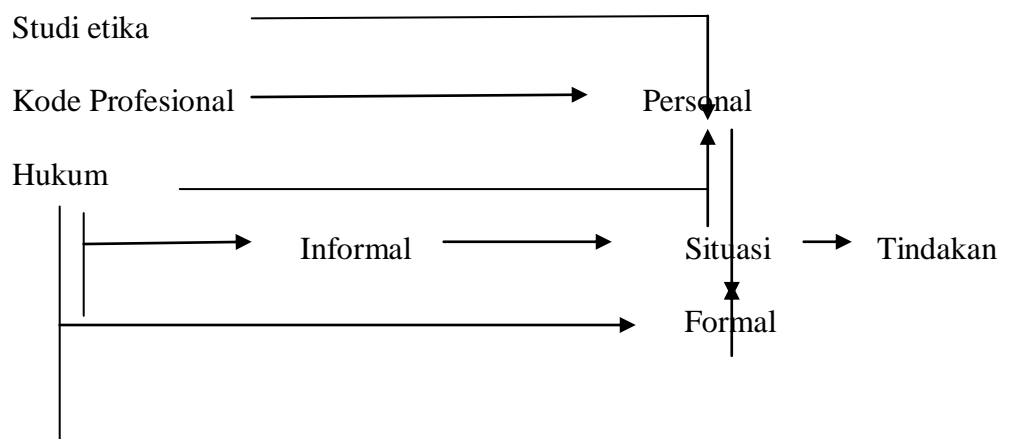 Studi etika
Kode Profesional Personal
Hukum
Informal Situasi Tindakan
Formal